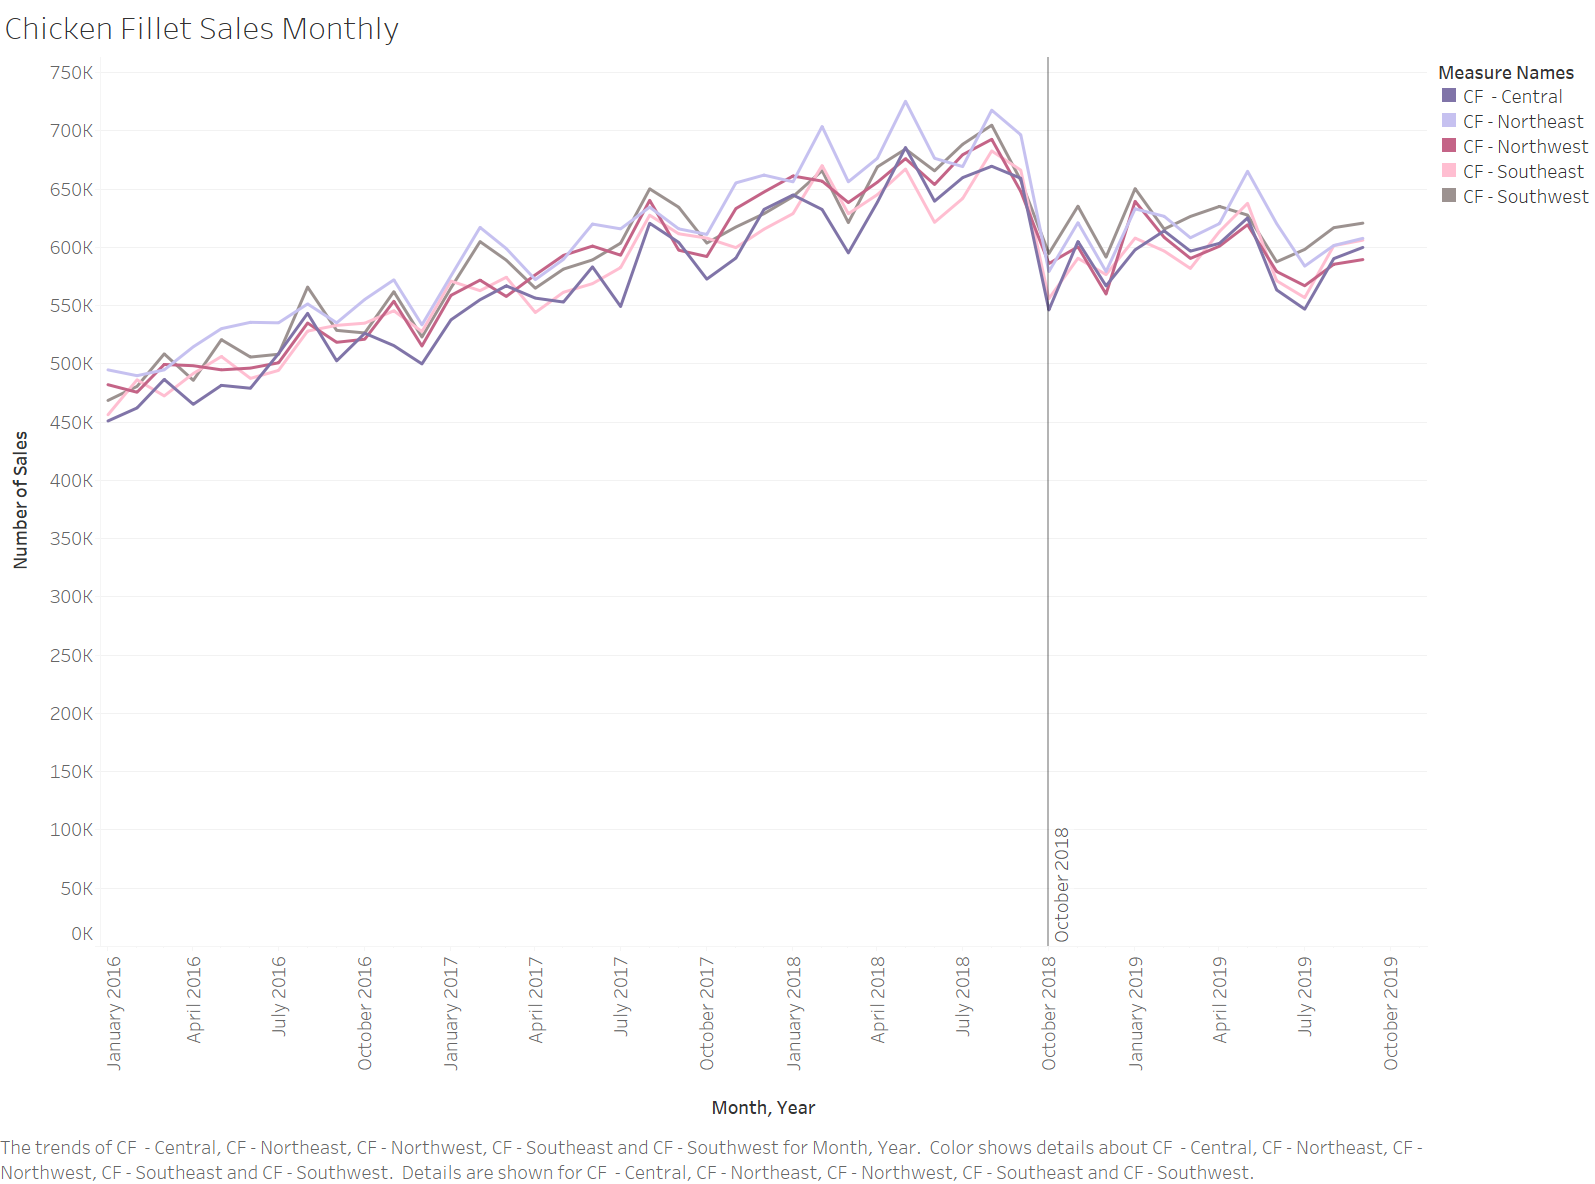 Chicken Fillet Sales Monthly
Measure Names
CF  - Central
CF - Northeast
CF - Northwest
CF - Southeast
CF - Southwest
Number of Sales
750K
700K
650K
600K
550K
500K
450K
400K
350K
300K
250K
200K
150K
100K
50K
0K
October 2018
January 2016
April 2016
July 2016
October 2016
January 2017
April 2017
July 2017
October 2017
January 2018
April 2018
July 2018
October 2018
January 2019
April 2019
July 2019
October 2019
Month, Year
The trends of CF  - Central, CF - Northeast, CF - Northwest, CF - Southeast and CF - Southwest for Month, Year.  Color shows details about CF  - Central, CF - Northeast, CF -
Northwest, CF - Southeast and CF - Southwest.  Details are shown for CF  - Central, CF - Northeast, CF - Northwest, CF - Southeast and CF - Southwest.